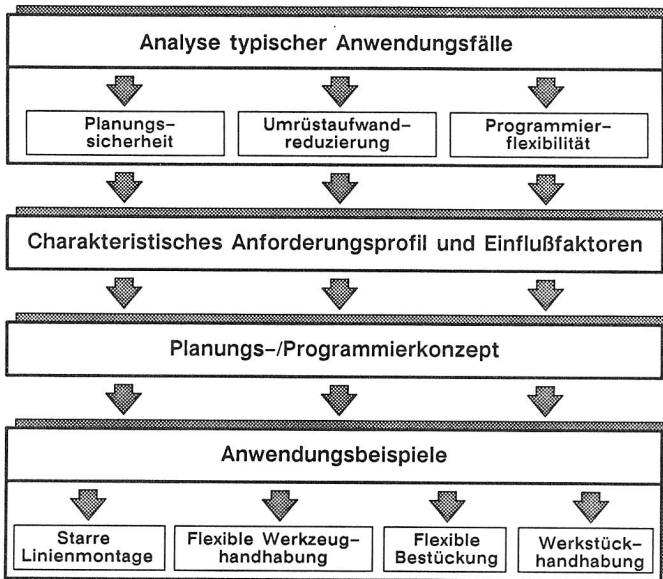 Analyse typischer Anwendungsfälle
Planungs-
sicherheit
Umrüstaufwand-
reduzierung
Programmier-
flexibilität
Charakteristisches Anforderungsprofil und Einflußfaktoren
Planungs-/Programmierkonzept
Anwendungsbeispiele
Starre
Linienmontage
Flexible Werkzeug-
handhabung
Flexible
Bestückung
Werkstück-
handhabung